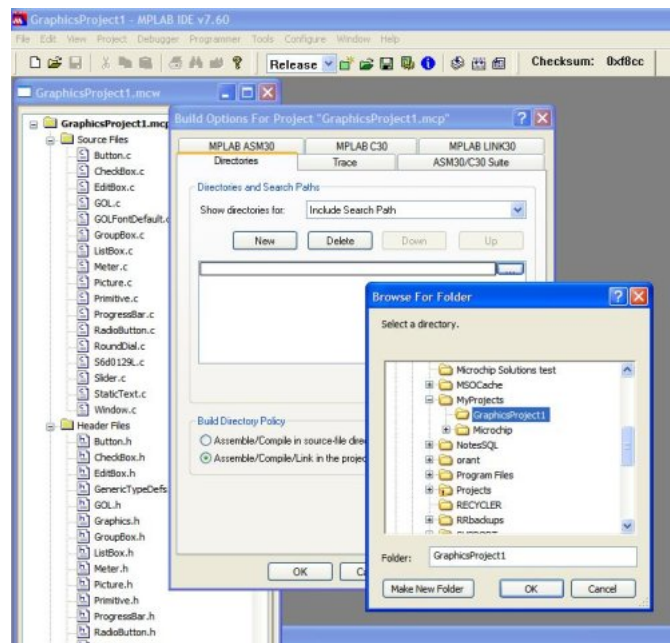 GraphicsProject1 - MPLAB IDE v7.60
File Edit View Project Debugger Programmer Tools Configure Window Help
Release Checksum: 0xf8cc
GraphicsProject1.mcw
GraphicsProject1.mcp
Source Files
Button.c
CheckBox.c
EditBox.c
GOL.c
GOLFontDefault.c
GroupBox.c
ListBox.c
Meter.c
Picture.c
Primitive.c
ProgressBar.c
RadioButton.c
RoundDial.c
S6d0129L.c
Slider.c
StaticText.c
Window.c
Header Files
Button.h
CheckBox.h
EditBox.h
GenericTypeDefs
GOL.h
Graphics.h
GroupBox.h
ListBox.h
Meter.h
Picture.h
Primitive.h
ProgressBar.h
RadioButton.h
Build Options For Project "GraphicsProject1.mcp"
MPLAB ASM30 MPLAB C30 MPLAB LINK30
Directories Trace ASM30/C30 Suite
Directories and Search Paths
Show directories for: Include Search Path
New Delete Down Up
...
Build Directory Policy
Assemble/Compile in source-file dire
Assemble/Compile/Link in the projec
OK Ca
Browse For Folder
Select a directory.
Microchip Solutions test
MSOCache
MyProjects
GraphicsProject1
Microchip
NotesSQL
orant
Program Files
Projects
RECYCLER
RRbackups
Folder: GraphicsProject1
Make New Folder OK Cancel